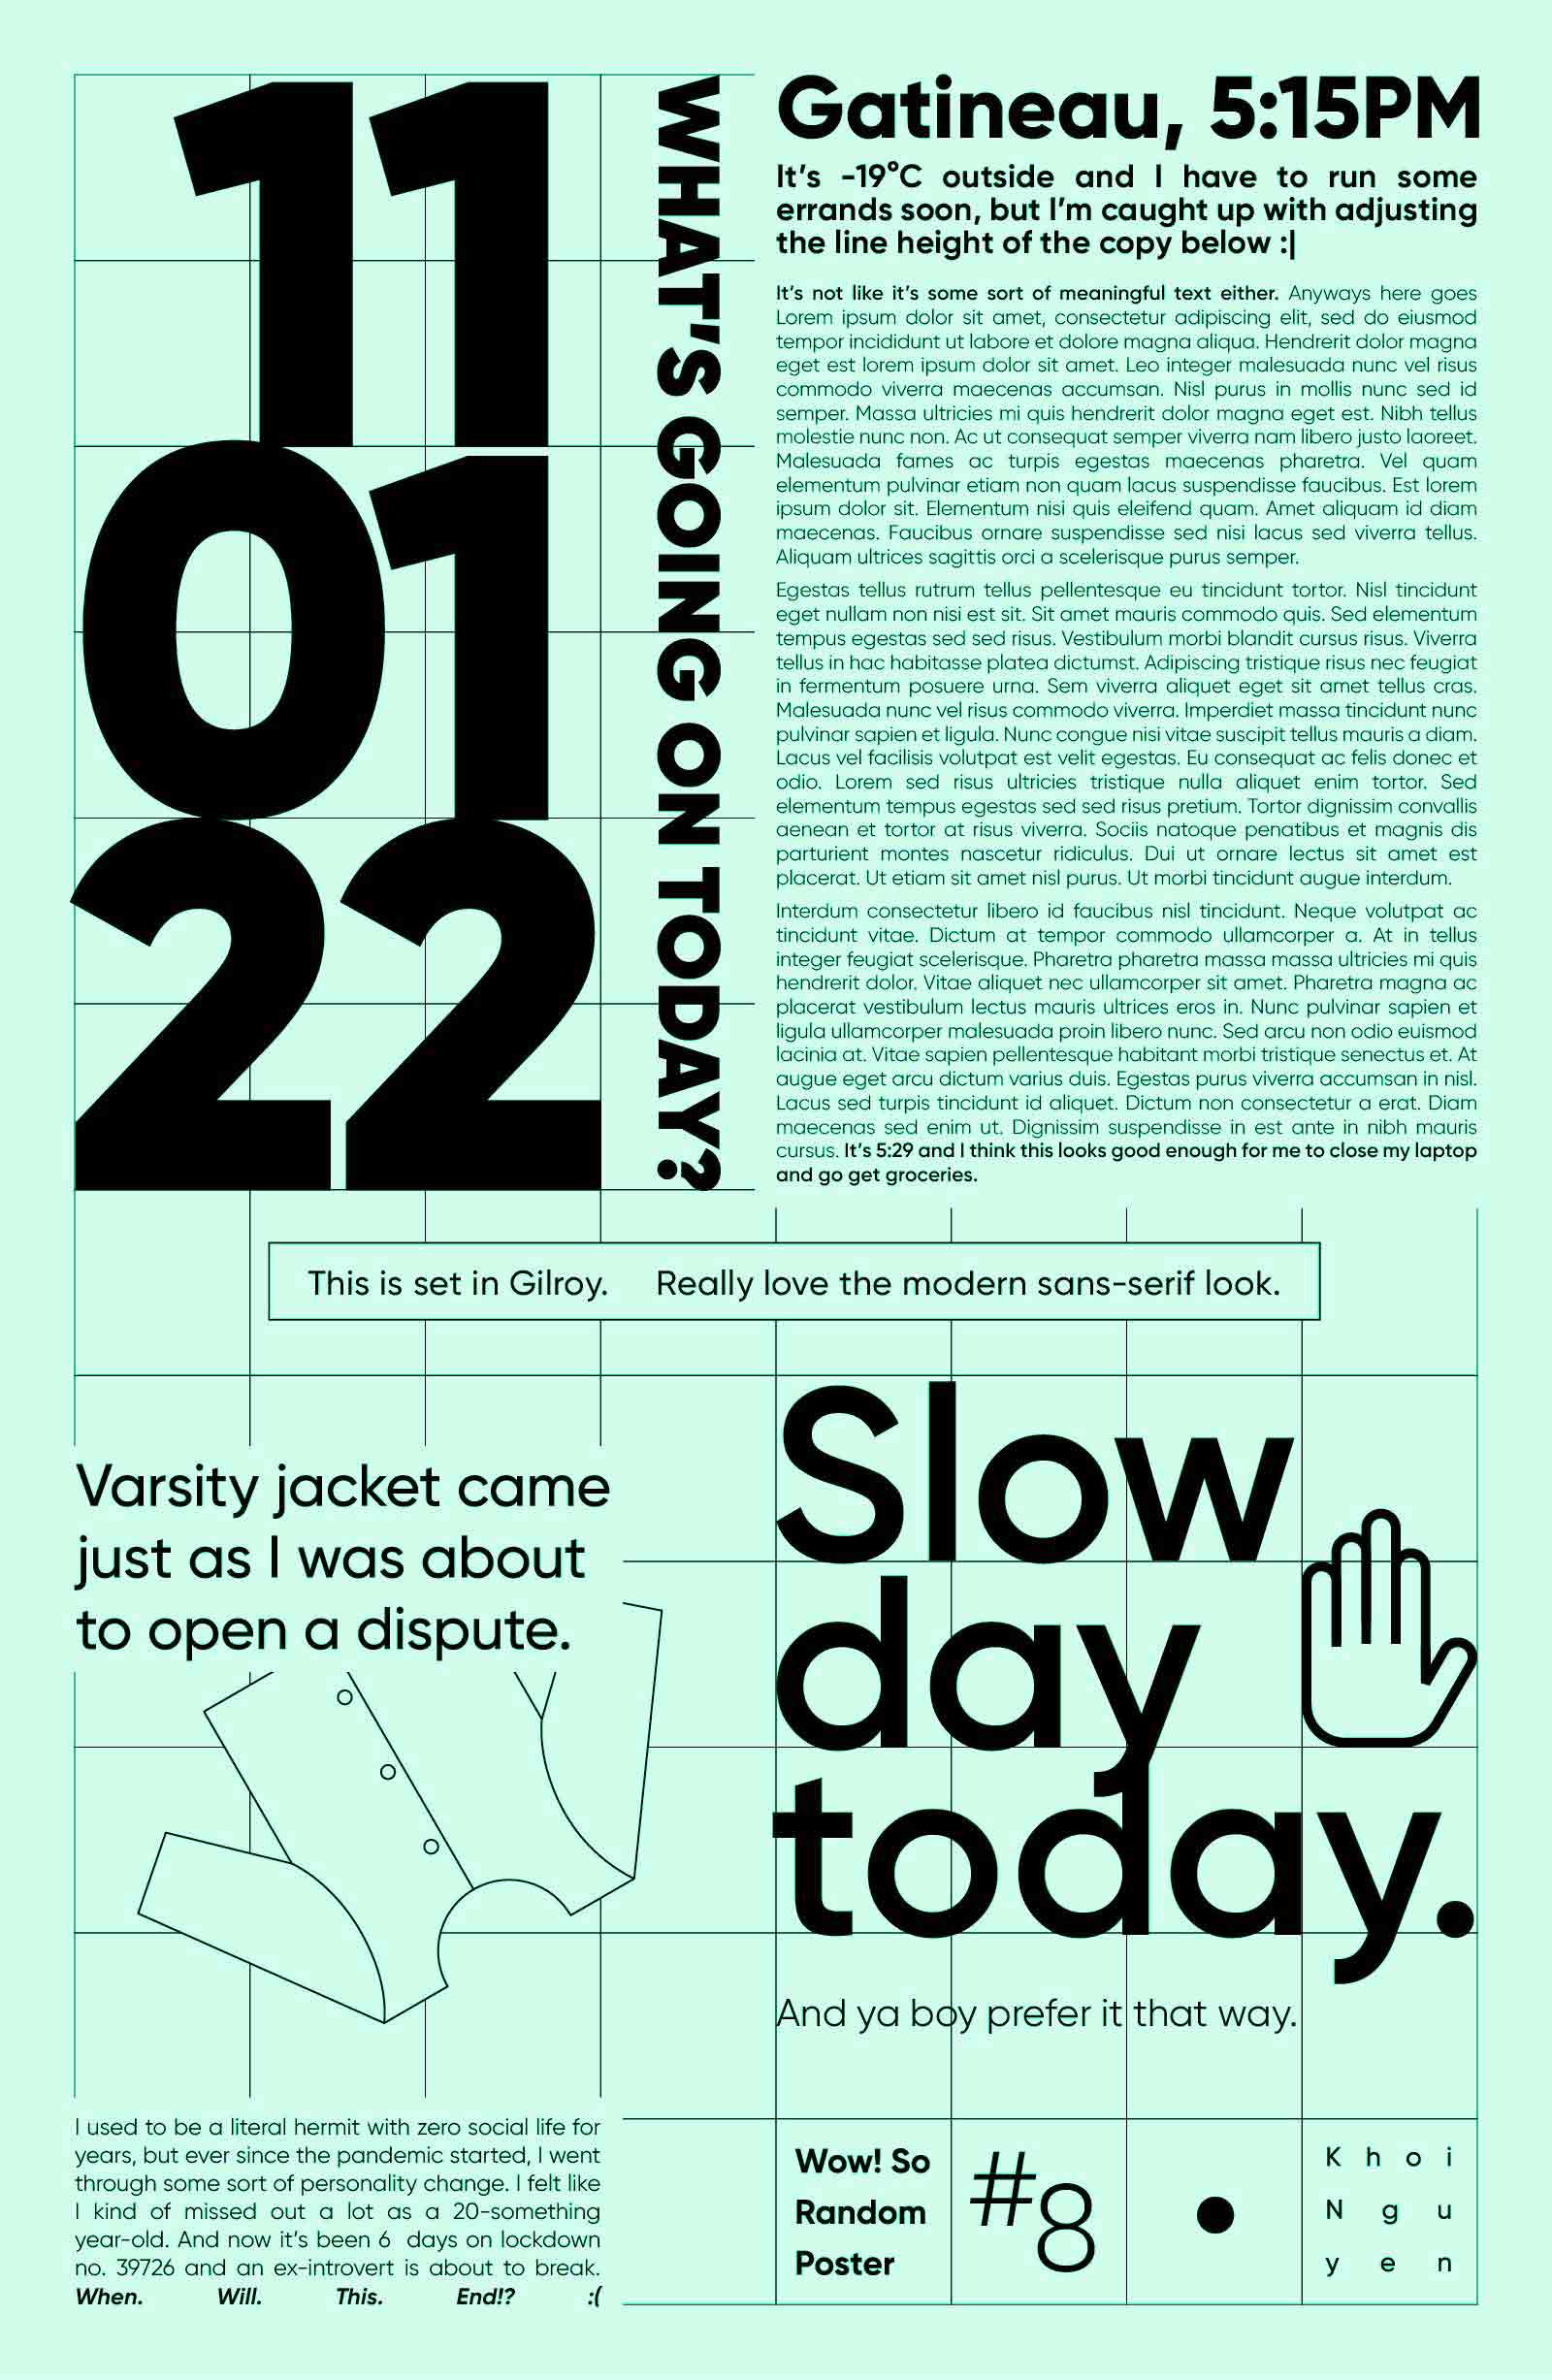 11
01
22
WHAT'S GOING ON TODAY?
Gatineau, 5:15PM
It's -19°C outside and I have to run some
errands soon, but I'm caught up with adjusting
the line height of the copy below :|
It's not like it's some sort of meaningful text either. Anyways here goes
Lorem ipsum dolor sit amet, consectetur adipiscing elit, sed do eiusmod
tempor incididunt ut labore et dolore magna aliqua. Hendrerit dolor magna
eget est lorem ipsum dolor sit amet. Leo integer malesuada nunc vel risus
commodo viverra maecenas accumsan. Nisl purus in mollis nunc sed id
semper. Massa ultricies mi quis hendrerit dolor magna eget est. Nibh tellus
molestie nunc non. Ac ut consequat semper viverra nam libero justo laoreet.
Malesuada fames ac turpis egestas maecenas pharetra. Vel quam
elementum pulvinar etiam non quam lacus suspendisse faucibus. Est lorem
ipsum dolor sit. Elementum nisi quis eleifend quam. Amet aliquam id diam
maecenas. Faucibus ornare suspendisse sed nisi lacus sed viverra tellus.
Aliquam ultrices sagittis orci a scelerisque purus semper.
Egestas tellus rutrum tellus pellentesque eu tincidunt tortor. Nisl tincidunt
eget nullam non nisi est sit. Sit amet mauris commodo quis. Sed elementum
tempus egestas sed sed risus. Vestibulum morbi blandit cursus risus. Viverra
tellus in hac habitasse platea dictumst. Adipiscing tristique risus nec feugiat
in fermentum posuere urna. Sem viverra aliquet eget sit amet tellus cras.
Malesuada nunc vel risus commodo viverra. Imperdiet massa tincidunt nunc
pulvinar sapien et ligula. Nunc congue nisi vitae suscipit tellus mauris a diam.
Lacus vel facilisis volutpat est velit egestas. Eu consequat ac felis donec et
odio. Lorem sed risus ultricies tristique nulla aliquet enim tortor. Sed
elementum tempus egestas sed sed risus pretium. Tortor dignissim convallis
aenean et tortor at risus viverra. Sociis natoque penatibus et magnis dis
parturient montes nascetur ridiculus. Dui ut ornare lectus sit amet est
placerat. Ut etiam sit amet nisl purus. Ut morbi tincidunt augue interdum.
Interdum consectetur libero id faucibus nisl tincidunt. Neque volutpat ac
tincidunt vitae. Dictum at tempor commodo ullamcorper a. At in tellus
integer feugiat scelerisque. Pharetra pharetra massa massa ultricies mi quis
hendrerit dolor. Vitae aliquet nec ullamcorper sit amet. Pharetra magna ac
placerat vestibulum lectus mauris ultrices eros in. Nunc pulvinar sapien et
ligula ullamcorper malesuada proin libero nunc. Sed arcu non odio euismod
lacinia at. Vitae sapien pellentesque habitant morbi tristique senectus et. At
augue eget arcu dictum varius duis. Egestas purus viverra accumsan in nisl.
Lacus sed turpis tincidunt id aliquet. Dictum non consectetur a erat. Diam
maecenas sed enim ut. Dignissim suspendisse in est ante in nibh mauris
cursus. It's 5:29 and I think this looks good enough for me to close my laptop
and go get groceries.
This is set in Gilroy. Really love the modern sans-serif look.
Varsity jacket came
just as I was about
to open a dispute.
Slow
day
today.
And ya boy prefer it that way.
I used to be a literal hermit with zero social life for
years, but ever since the pandemic started, I went
through some sort of personality change. I felt like
I kind of missed out a lot as a 20-something
year-old. And now it's been 6 days on lockdown
no. 39726 and an ex-introvert is about to break.
When. Will. This. End!? :(
Wow! So
Random
Poster
#8
K h o i
N g u
y e n